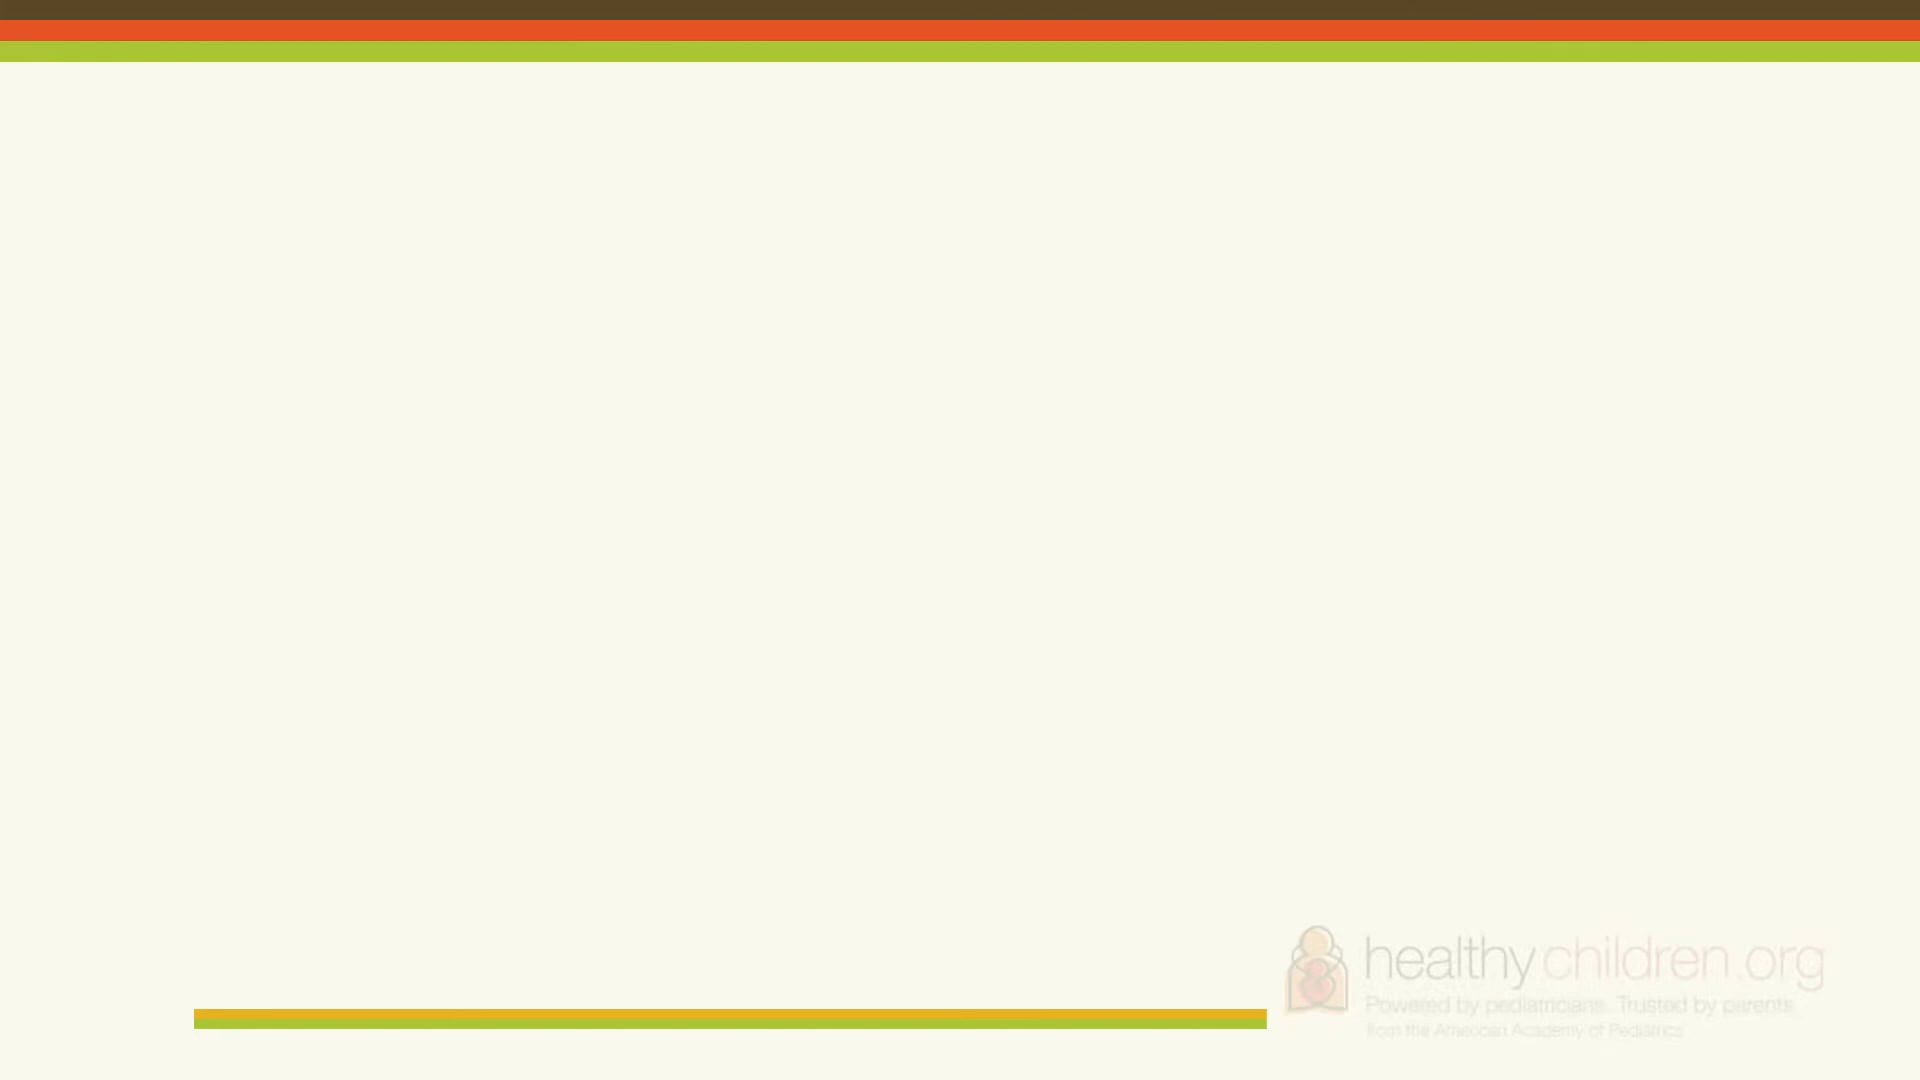 healthychildren.org
Powered by pediatricians. Trusted by parents.
from the American Academy of Pediatrics